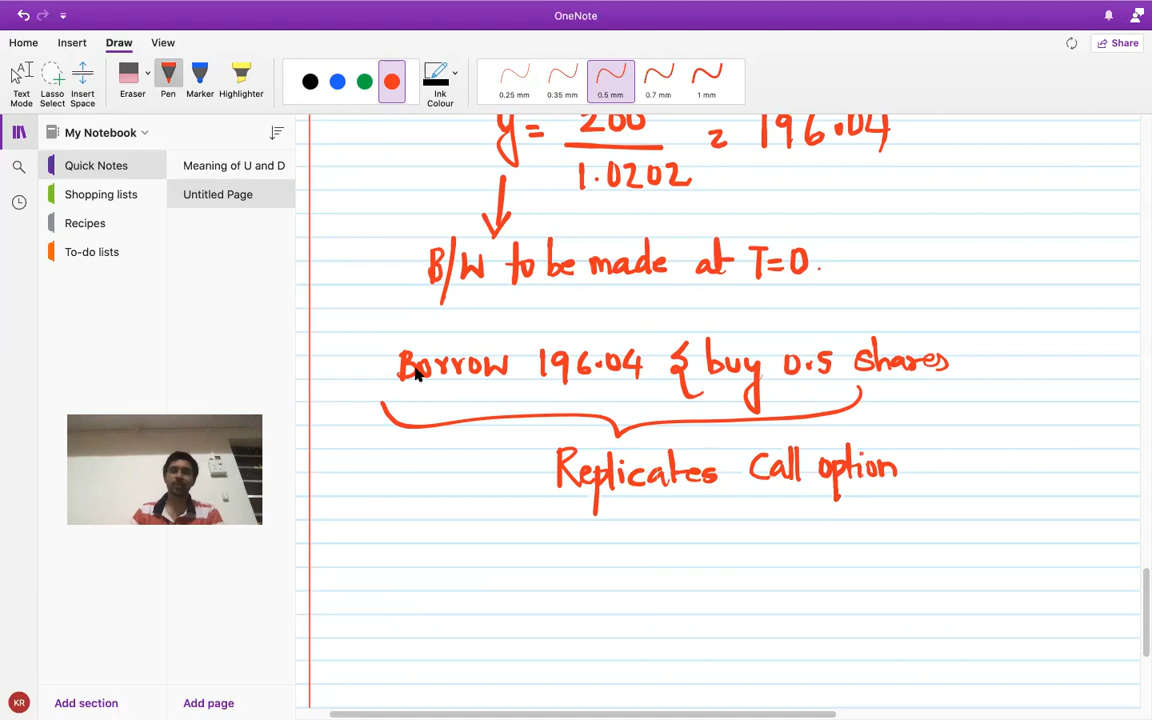 OneNote
Home Insert Draw View
Share
Text Mode
Lasso Select
Insert Space
Eraser
Pen
Marker
Highlighter
Ink Colour
0.25 mm
0.35 mm
0.5 mm
0.7 mm
1 mm
My Notebook
Quick Notes
Shopping lists
Recipes
To-do lists
Meaning of U and D
Untitled Page
y = 200 / 1.0202 = 196.04
B/W to be made at T=0.
Borrow 196.04 & buy 0.5 shares
Replicates Call option
KR
Add section
Add page